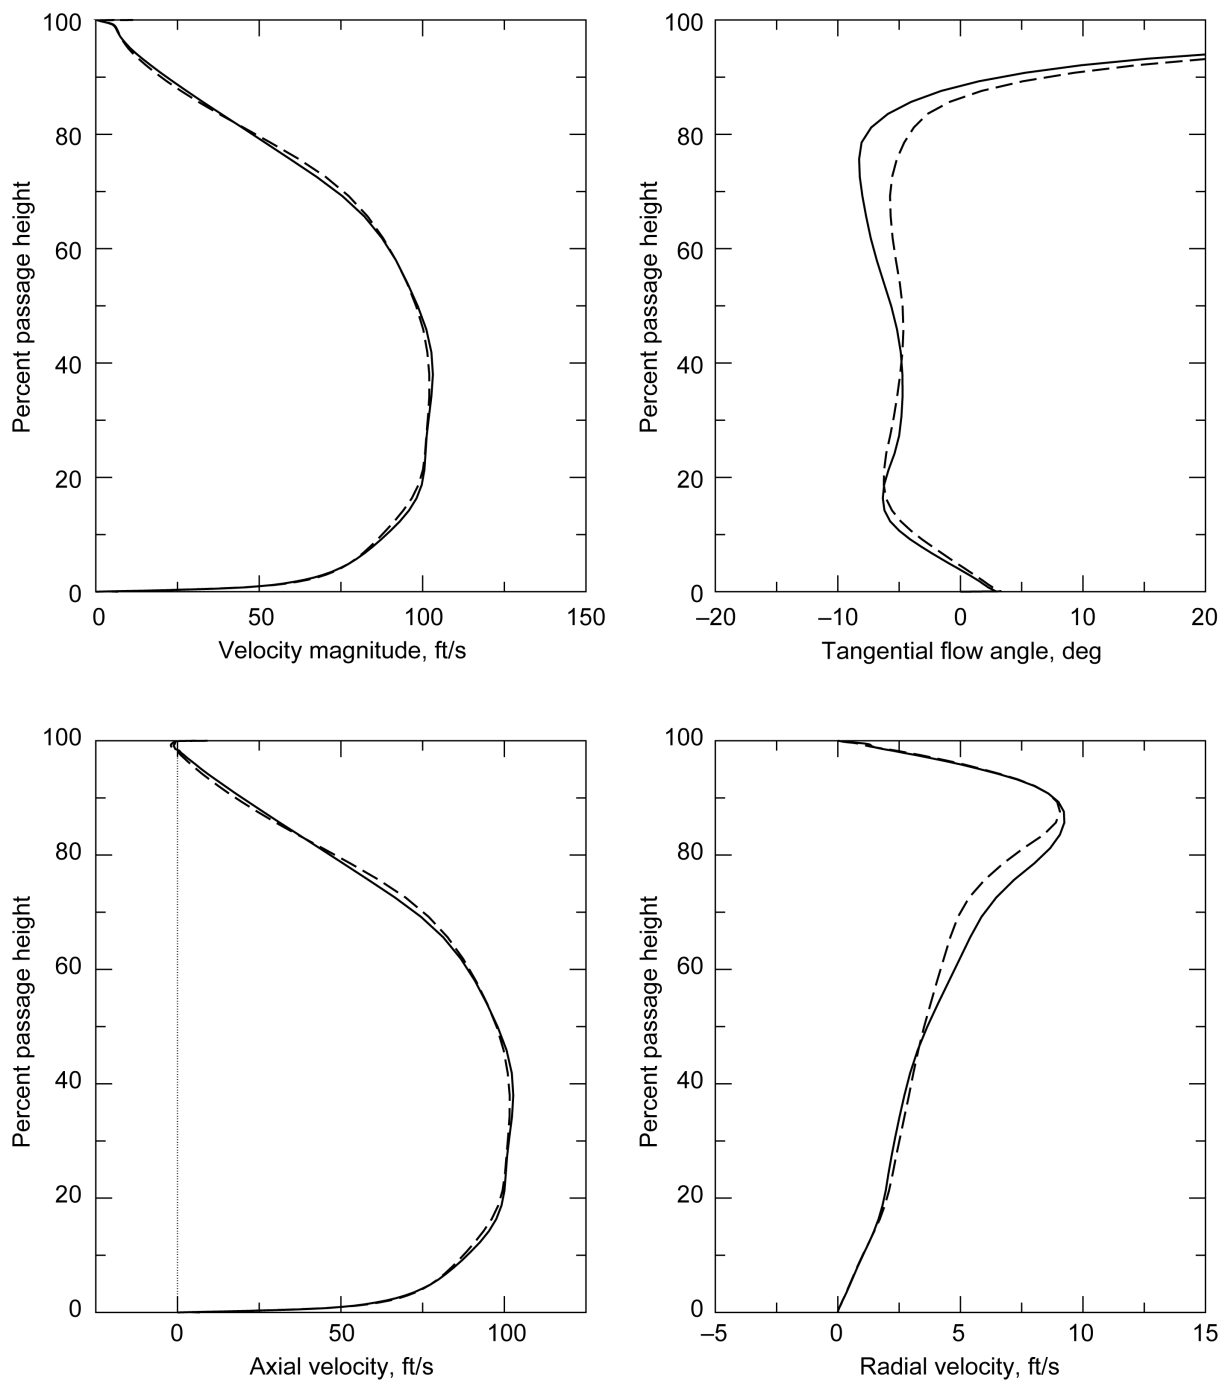 100
80
60
40
20
0
Percent passage height
0 50 100 150
Velocity magnitude, ft/s
100
80
60
40
20
0
Percent passage height
–20 –10 0 10 20
Tangential flow angle, deg
100
80
60
40
20
0
Percent passage height
0 50 100
Axial velocity, ft/s
100
80
60
40
20
0
Percent passage height
–5 0 5 10 15
Radial velocity, ft/s